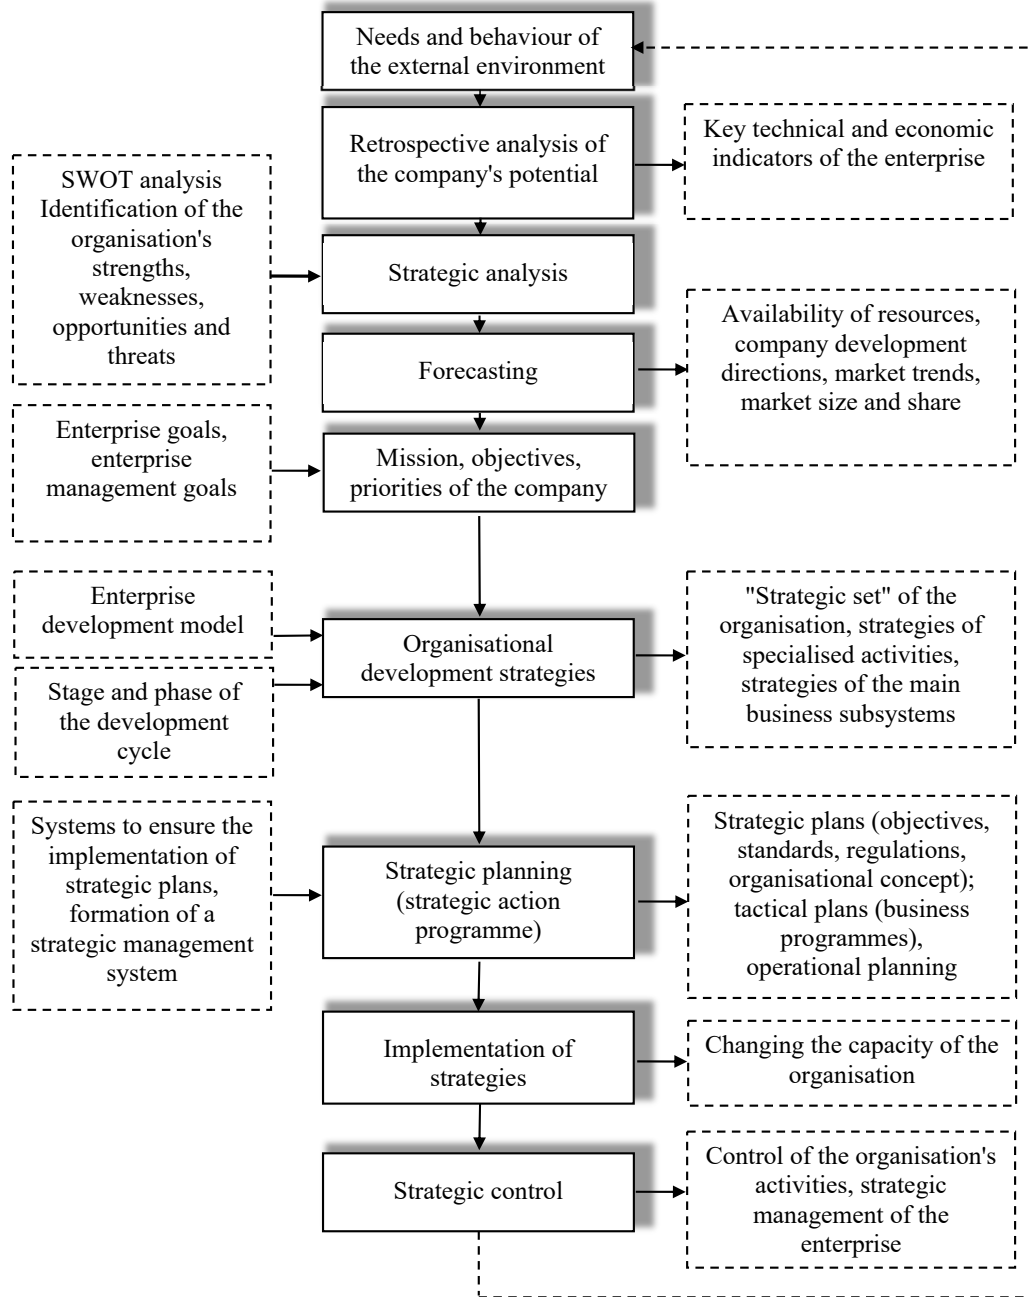 Needs and behaviour of
the external environment
Retrospective analysis of
the company's potential
Key technical and economic
indicators of the enterprise
SWOT analysis
Identification of the
organisation's
strengths,
weaknesses,
opportunities and
threats
Strategic analysis
Forecasting
Availability of resources,
company development
directions, market trends,
market size and share
Enterprise goals,
enterprise
management goals
Mission, objectives,
priorities of the company
Enterprise
development model
Stage and phase of
the development
cycle
Organisational
development strategies
"Strategic set" of the
organisation, strategies of
specialised activities,
strategies of the main
business subsystems
Systems to ensure the
implementation of
strategic plans,
formation of a
strategic management
system
Strategic planning
(strategic action
programme)
Strategic plans (objectives,
standards, regulations,
organisational concept);
tactical plans (business
programmes),
operational planning
Implementation of
strategies
Changing the capacity of the
organisation
Strategic control
Control of the organisation's
activities, strategic
management of the
enterprise